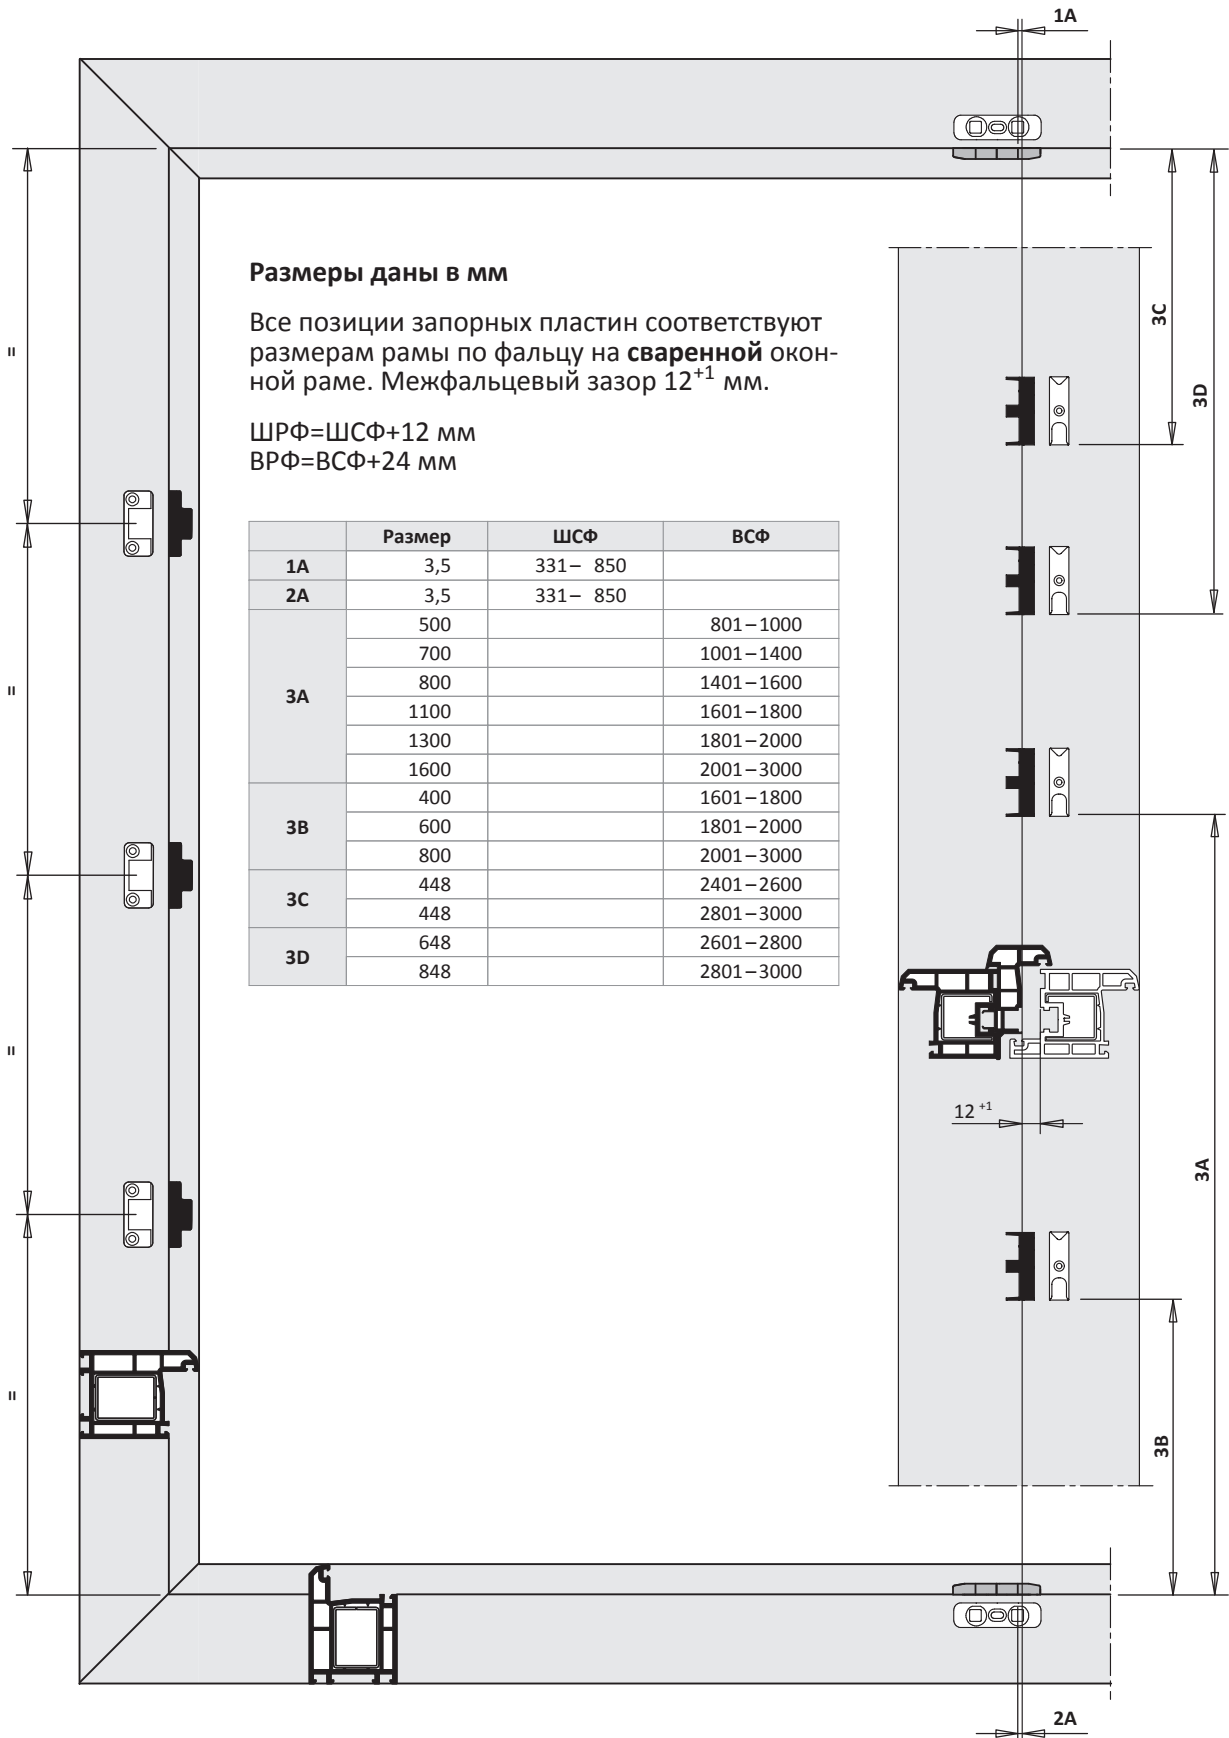 1A
Размеры даны в мм
Все позиции запорных пластин соответствуют
размерам рамы по фальцу на сваренной окон-
ной раме. Межфальцевый зазор 12+1 мм.
ШРФ=ШСФ+12 мм
ВРФ=ВСФ+24 мм
Размер ШСФ ВСФ
1A 3,5 331– 850
2A 3,5 331– 850
3A 500 801–1000
700 1001–1400
800 1401–1600
1100 1601–1800
1300 1801–2000
1600 2001–3000
3B 400 1601–1800
600 1801–2000
800 2001–3000
3C 448 2401–2600
448 2801–3000
3D 648 2601–2800
848 2801–3000
=
=
=
=
3C
3D
12 +1
3A
3B
2A